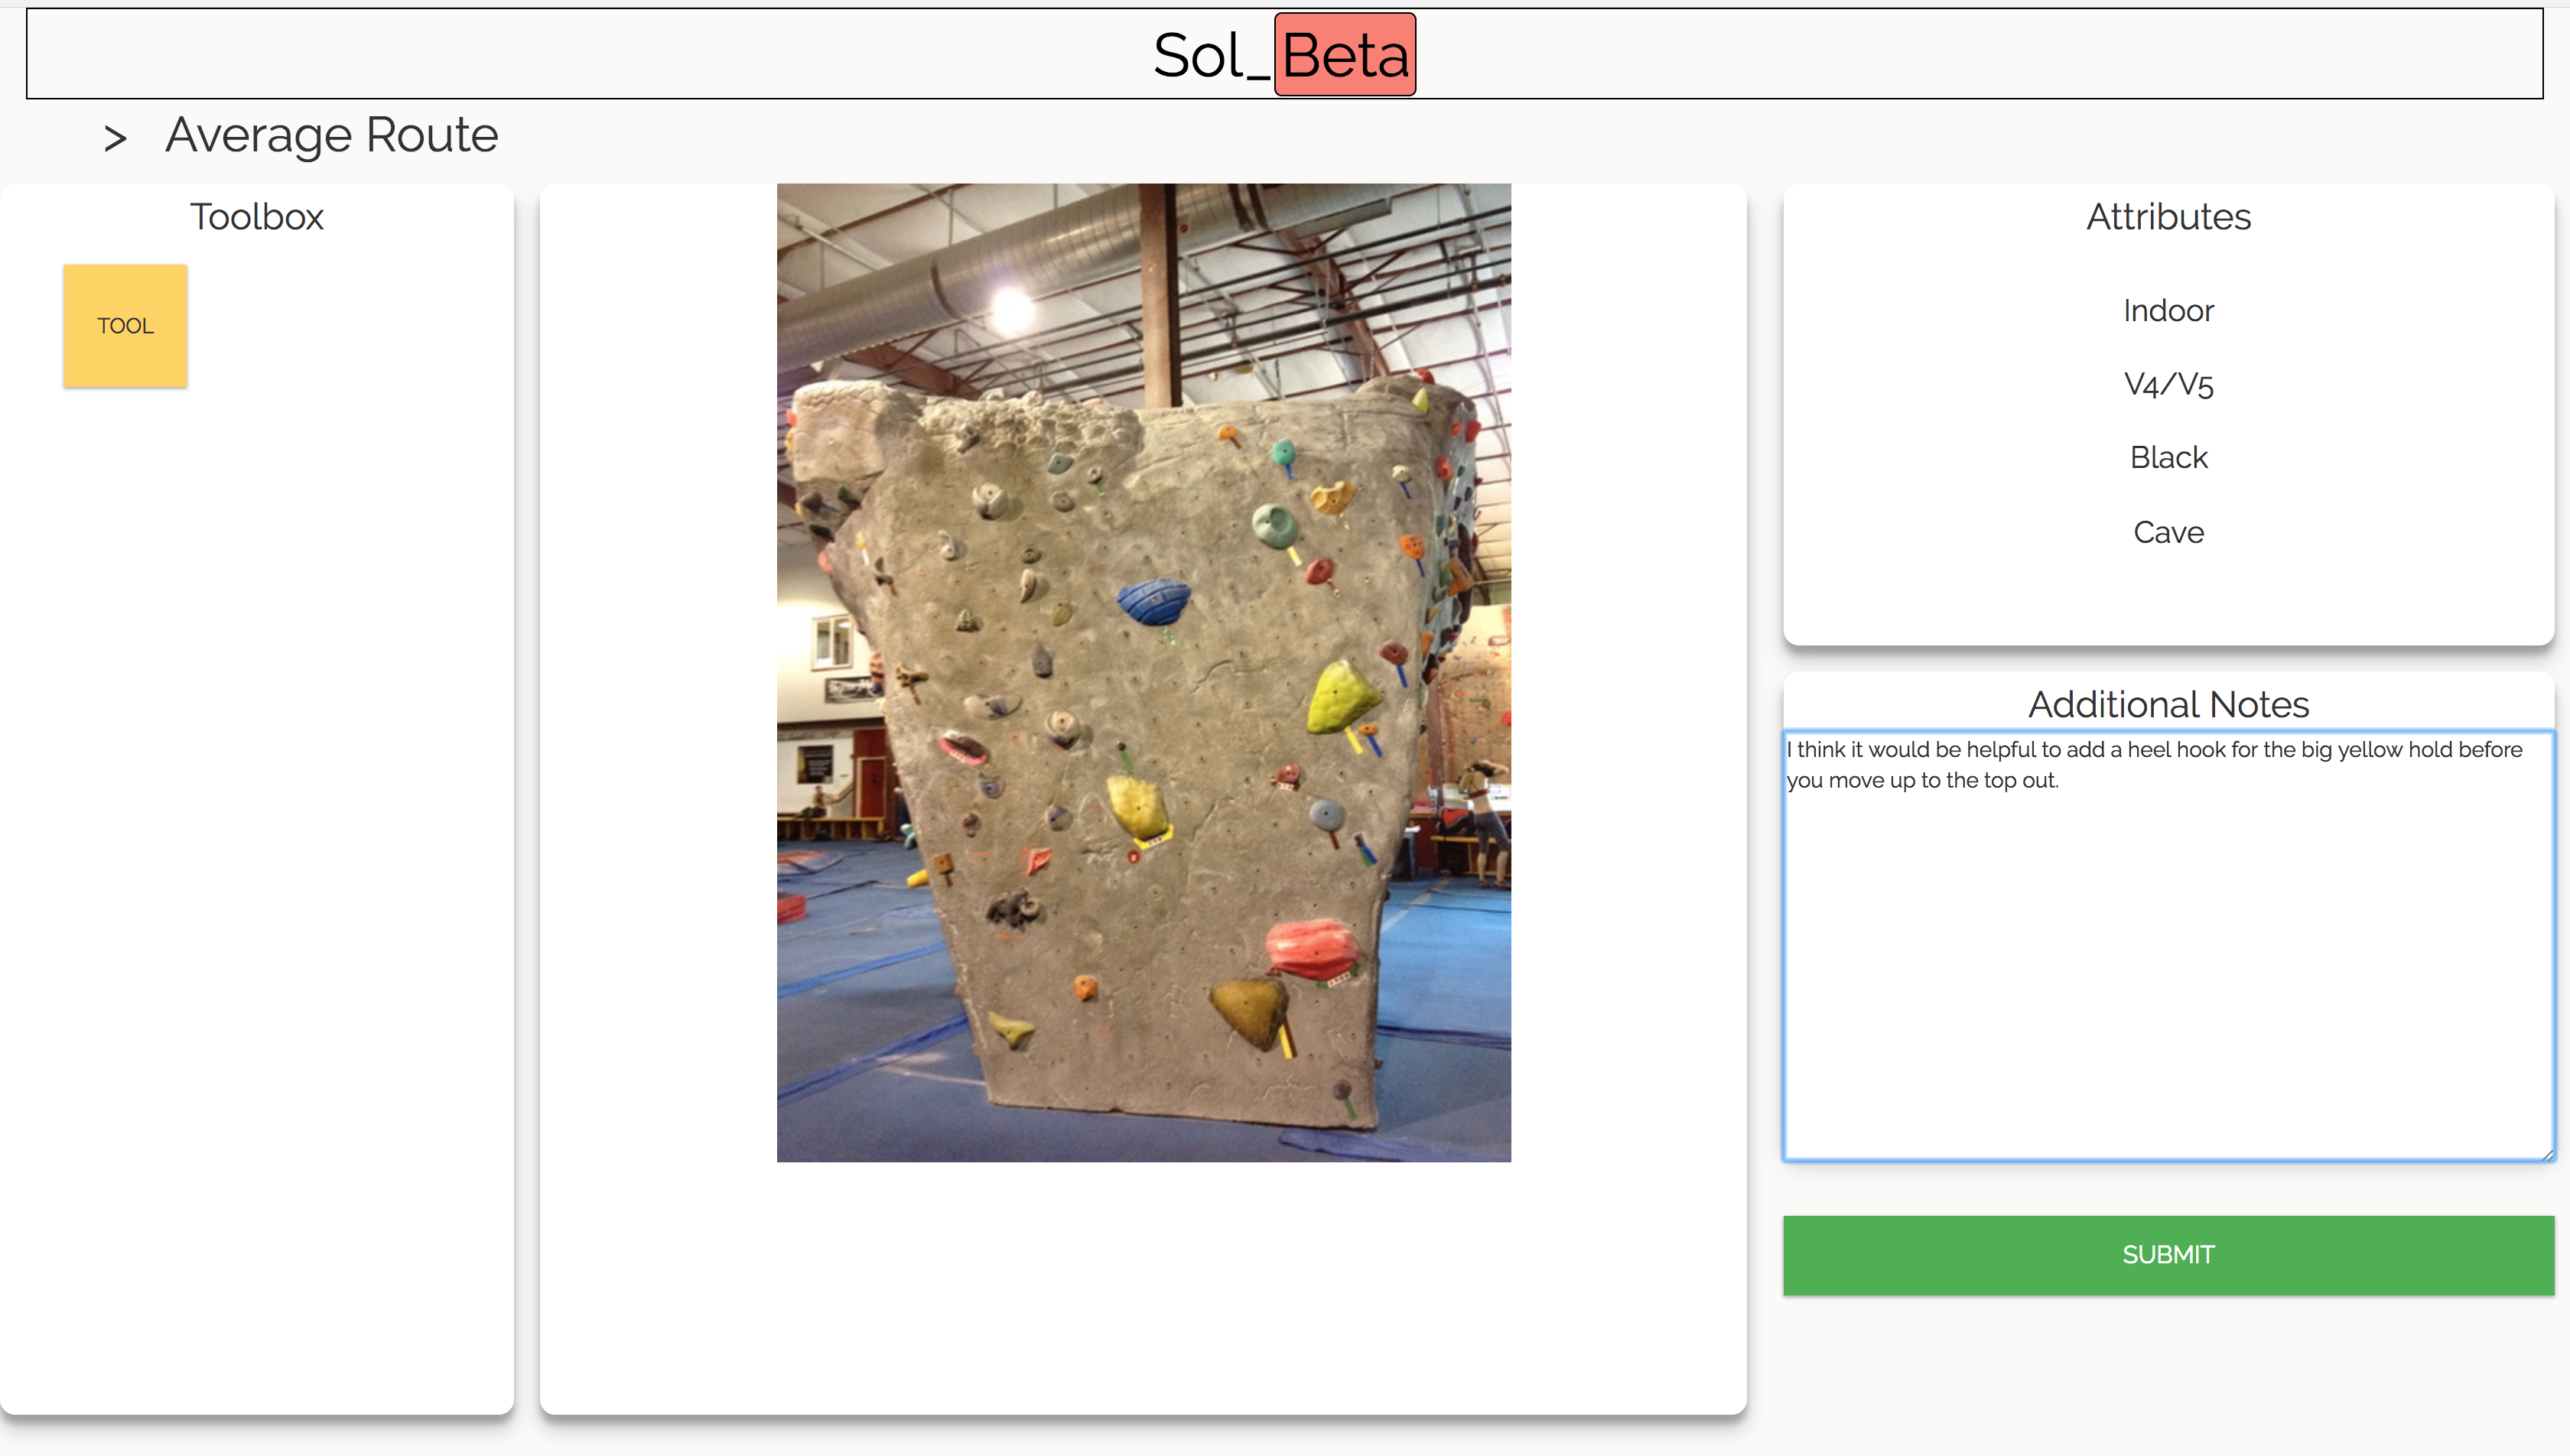 Sol_Beta
> Average Route
Toolbox
TOOL
Attributes
Indoor
V4/V5
Black
Cave
Additional Notes
I think it would be helpful to add a heel hook for the big yellow hold before
you move up to the top out.
SUBMIT